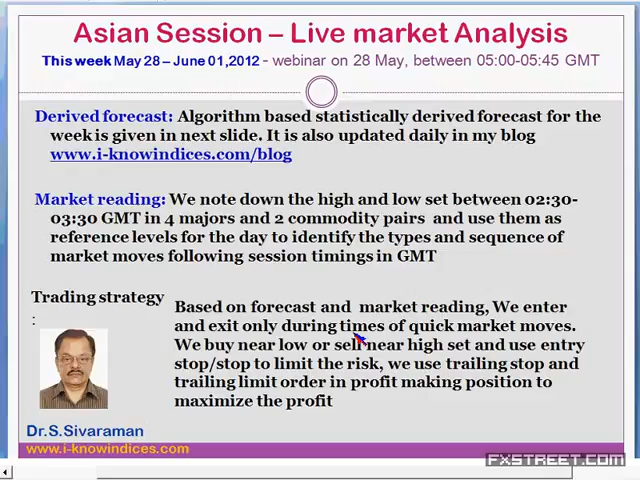 Asian Session – Live market Analysis
This week May 28 – June 01,2012 - webinar on 28 May, between 05:00-05:45 GMT
Derived forecast: Algorithm based statistically derived forecast for the
week is given in next slide. It is also updated daily in my blog
www.i-knowindices.com/blog
Market reading: We note down the high and low set between 02:30-
03:30 GMT in 4 majors and 2 commodity pairs and use them as
reference levels for the day to identify the types and sequence of
market moves following session timings in GMT
Trading strategy
:
Based on forecast and market reading, We enter
and exit only during times of quick market moves.
We buy near low or sell near high set and use entry
stop/stop to limit the risk, we use trailing stop and
trailing limit order in profit making position to
maximize the profit
Dr.S.Sivaraman
www.i-knowindices.com
FXSTREET.COM